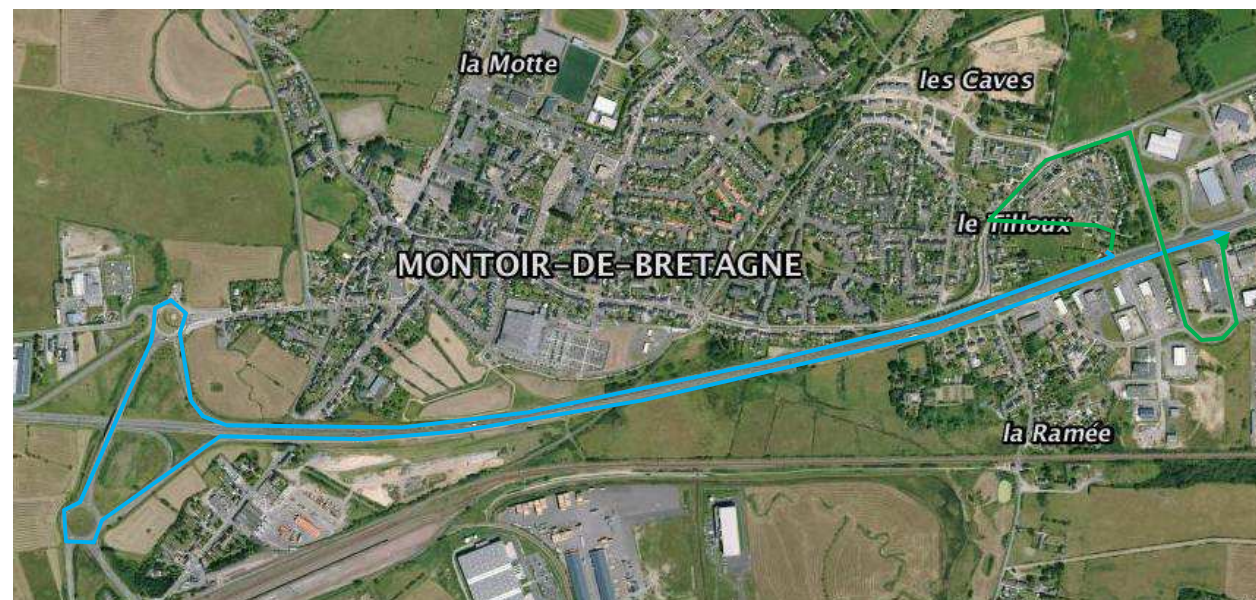 la Motte
les Caves
le Tilloux
MONTOIR-DE-BRETAGNE
la Ramée